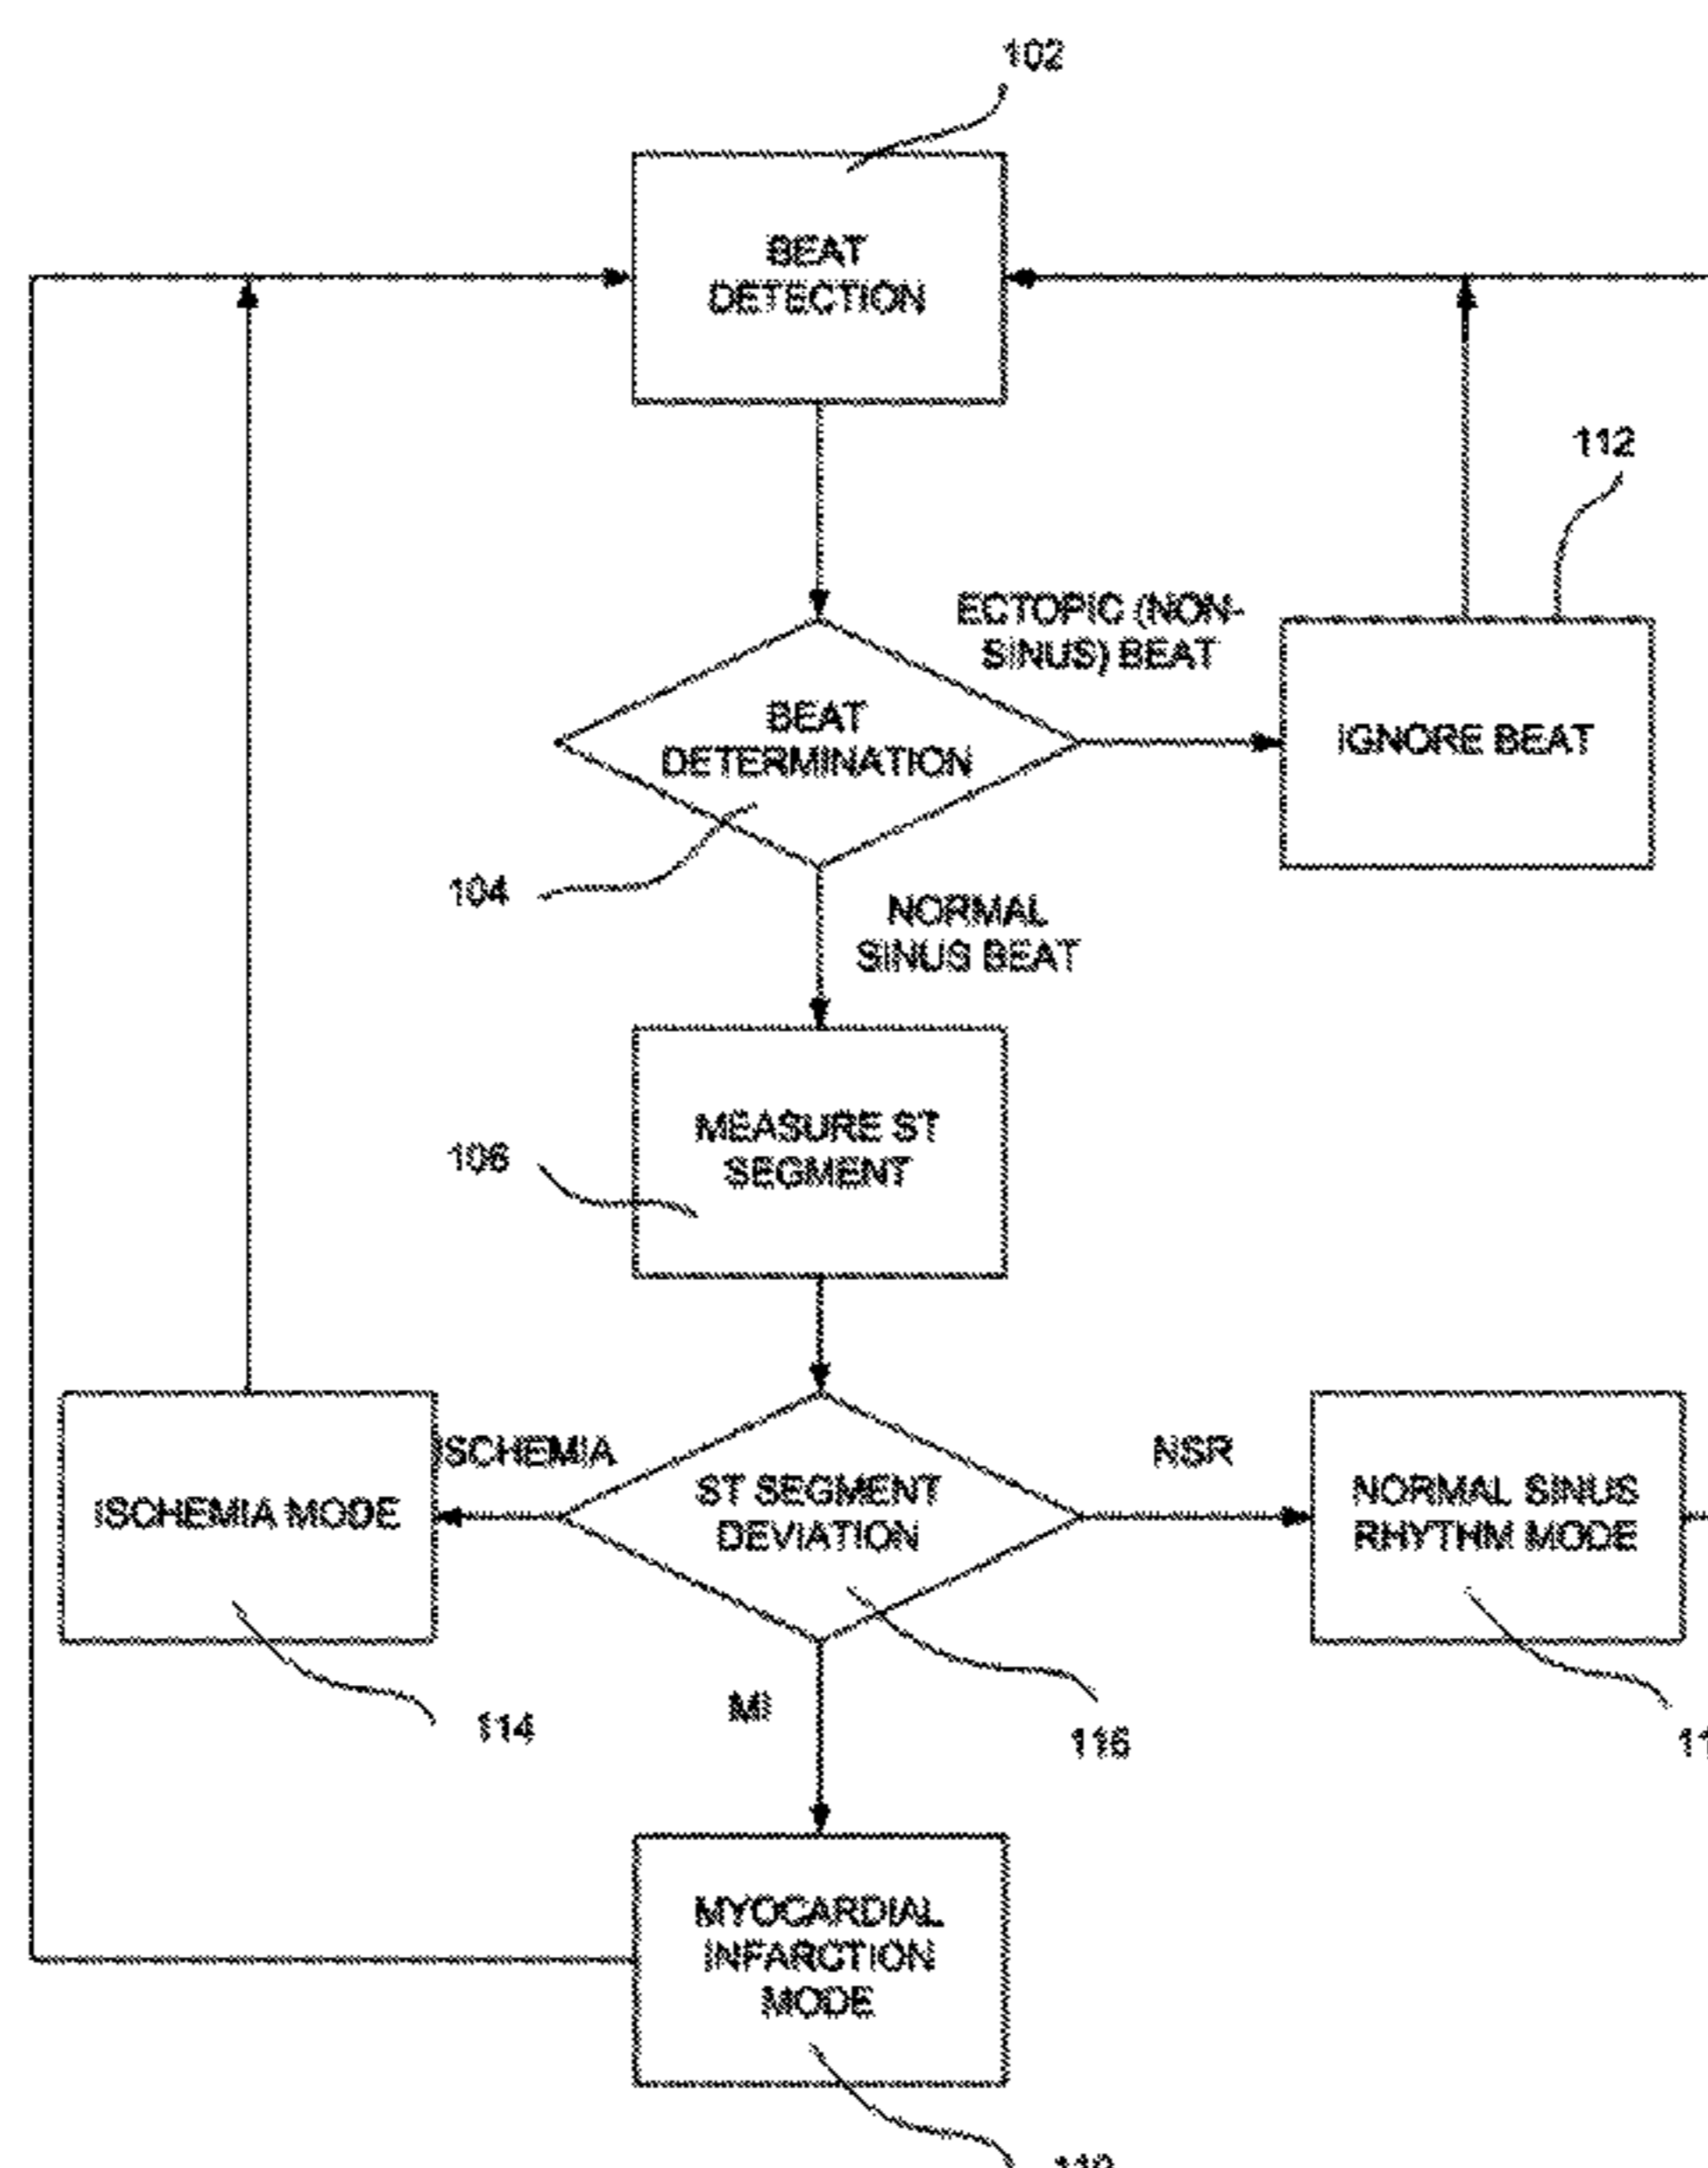 102
BEAT
DETECTION
112
ECTOPIC (NON-
SINUS) BEAT
BEAT
DETERMINATION
IGNORE BEAT
104
NORMAL
SINUS BEAT
MEASURE ST
SEGMENT
106
ISCHEMIA
NSR
ISCHEMIA MODE
ST SEGMENT
DEVIATION
NORMAL SINUS
RHYTHM MODE
MI
114
116
MYOCARDIAL
INFARCTION
MODE